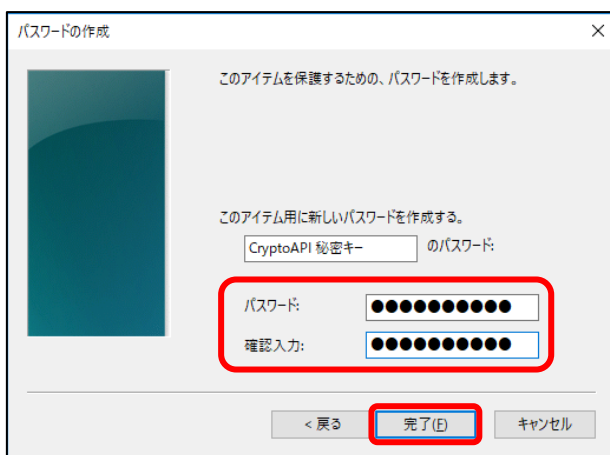 パスワードの作成
このアイテムを保護するための、パスワードを作成します。
このアイテム用に新しいパスワードを作成する。
CryptoAPI 秘密キー のパスワード:
パスワード: ●●●●●●●●●●
確認入力: ●●●●●●●●●●
< 戻る 完了(F) キャンセル